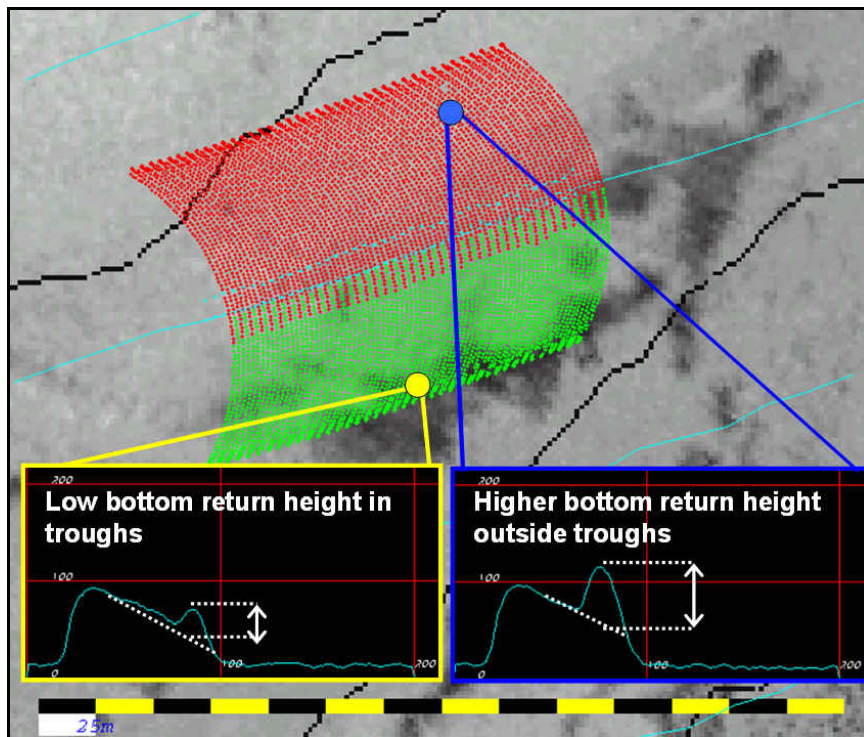 Low bottom return height in
troughs
200
100
0
100
200
Higher bottom return height
outside troughs
200
100
0
100
200
25m